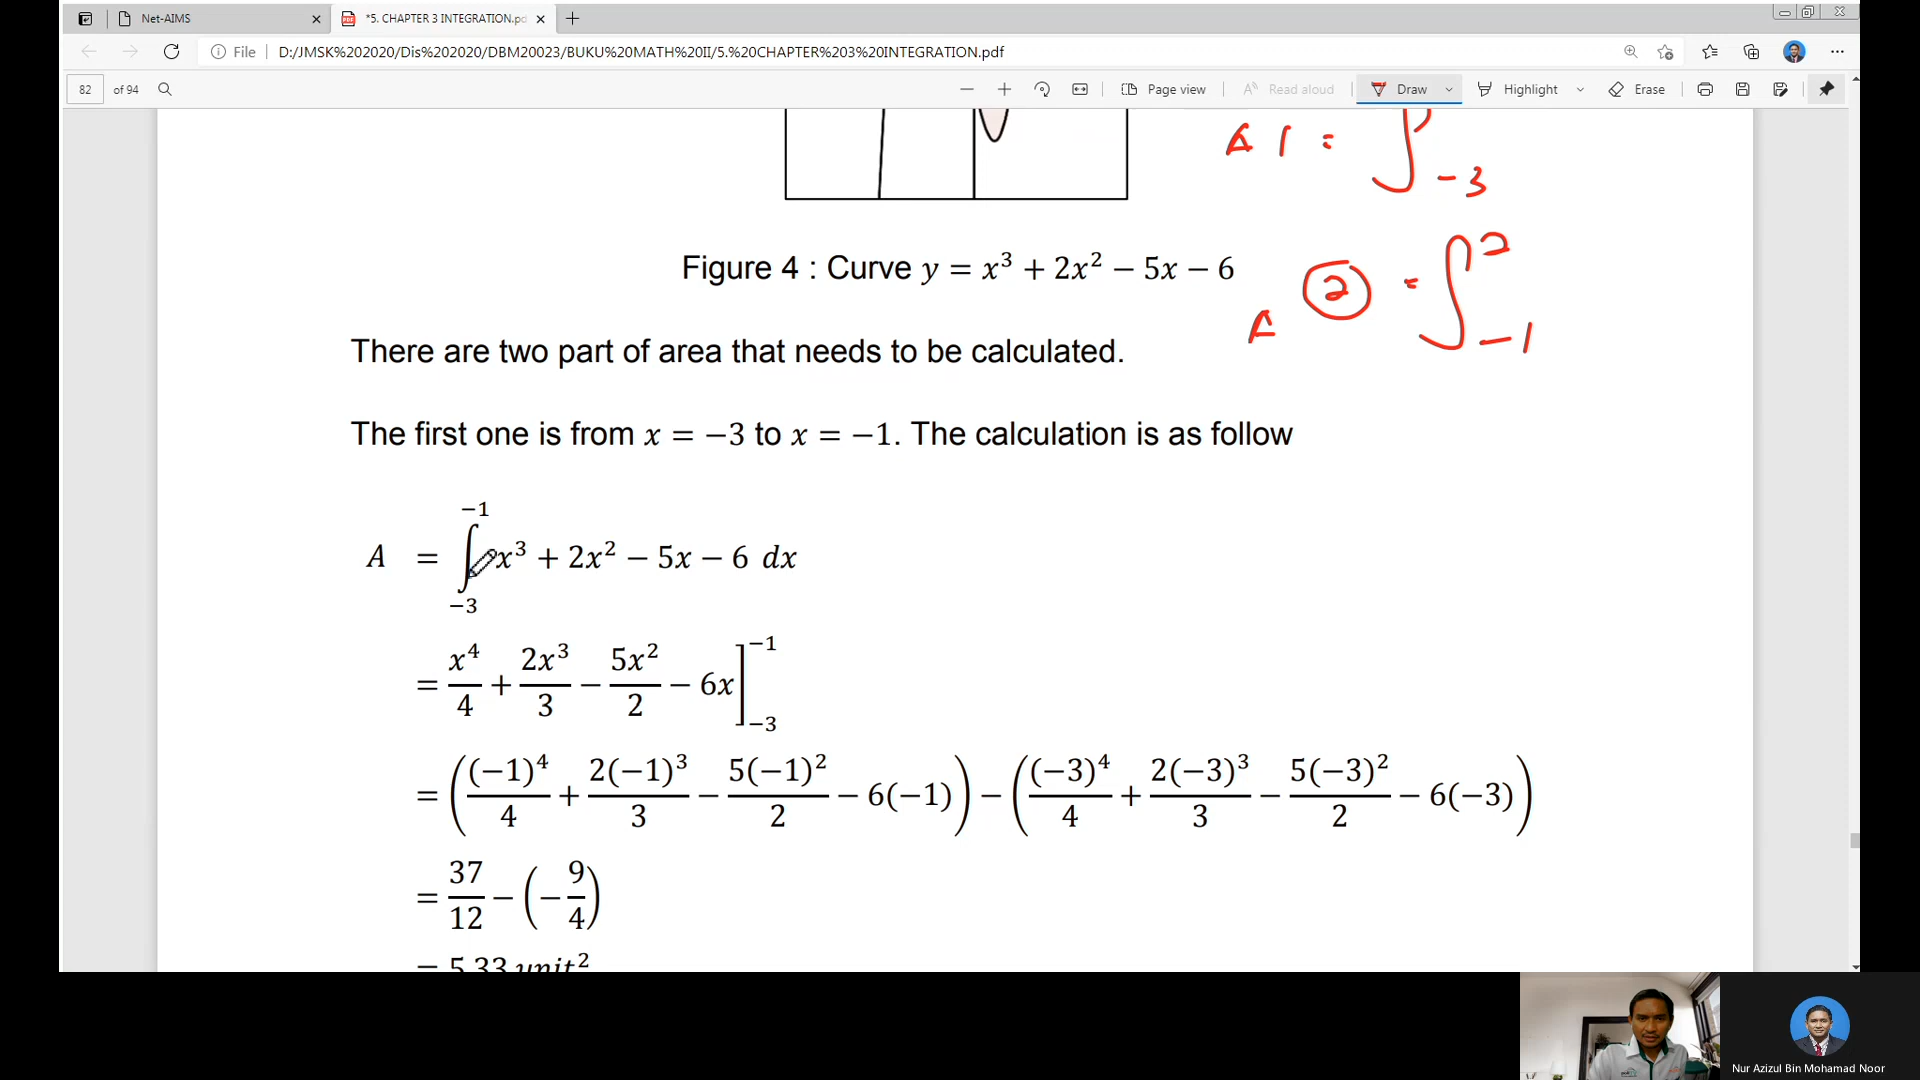 Net-AIMS
*5. CHAPTER 3 INTEGRATION.pd
File D:/JMSK%202020/Dis%202020/DBM20023/BUKU%20MATH%20II/5.%20CHAPTER%203%20INTEGRATION.pdf
82 of 94 Page view Read aloud Draw Highlight Erase
A 1 = ∫ -3
Figure 4 : Curve y = x³ + 2x² − 5x − 6
A ② = ∫ 2 -1
There are two part of area that needs to be calculated.
The first one is from x = −3 to x = −1. The calculation is as follow
A = ∫₋₃⁻¹ x³ + 2x² − 5x − 6 dx
= x⁴/4 + 2x³/3 − 5x²/2 − 6x]₋₃⁻¹
= ((−1)⁴/4 + 2(−1)³/3 − 5(−1)²/2 − 6(−1)) − ((−3)⁴/4 + 2(−3)³/3 − 5(−3)²/2 − 6(−3))
= 37/12 − (−9/4)
= 5.33 unit²
Nur Azizul Bin Mohamad Noor